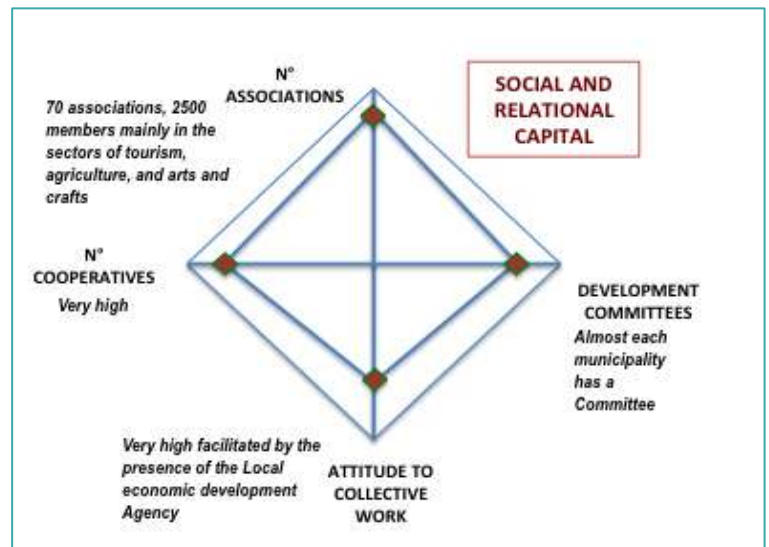 N°
ASSOCIATIONS
SOCIAL AND
RELATIONAL
CAPITAL
70 associations, 2500
members mainly in the
sectors of tourism,
agriculture, and arts and
crafts
N°
COOPERATIVES
Very high
DEVELOPMENT
COMMITTEES
Almost each
municipality
has a
Committee
Very high facilitated by the
presence of the Local
economic development
Agency
ATTITUDE TO
COLLECTIVE
WORK